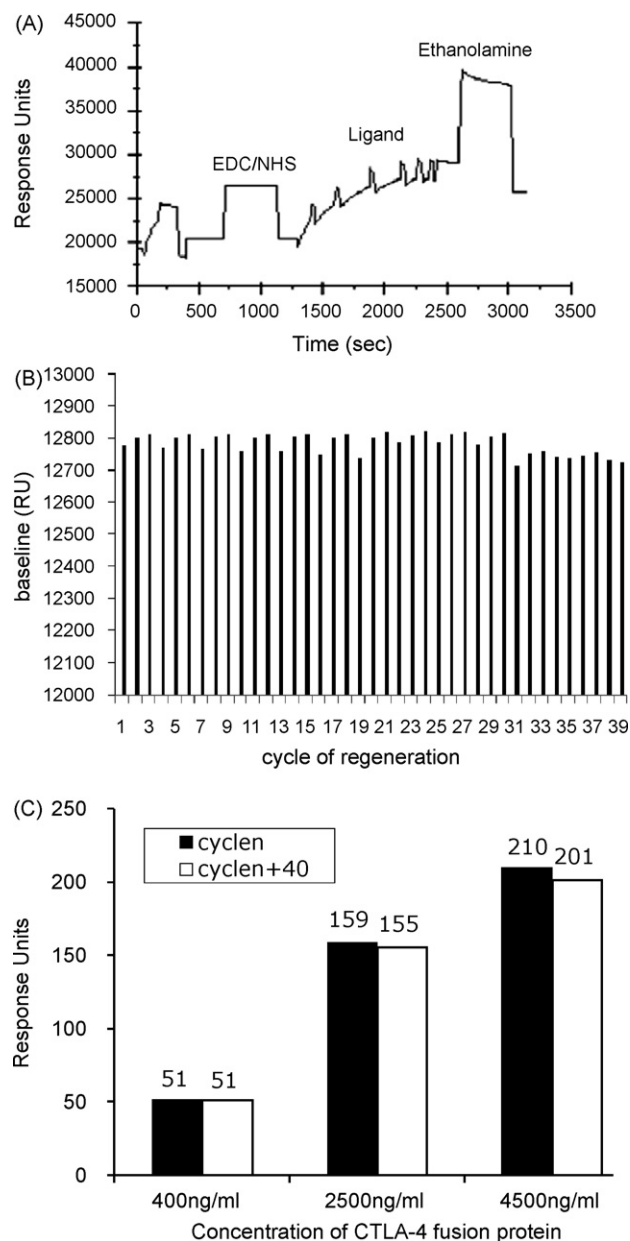 (A)
Response Units
45000
40000
35000
30000
25000
20000
15000
EDC/NHS
Ligand
Ethanolamine
0 500 1000 1500 2000 2500 3000 3500
Time (sec)
(B)
baseline (RU)
13000
12900
12800
12700
12600
12500
12400
12300
12200
12100
12000
1 3 5 7 9 11 13 15 17 19 21 23 25 27 29 31 33 35 37 39
cycle of regeneration
(C)
Response Units
250
200
150
100
50
0
cyclen
cyclen+40
51 51
159 155
210 201
400ng/ml 2500ng/ml 4500ng/ml
Concentration of CTLA-4 fusion protein